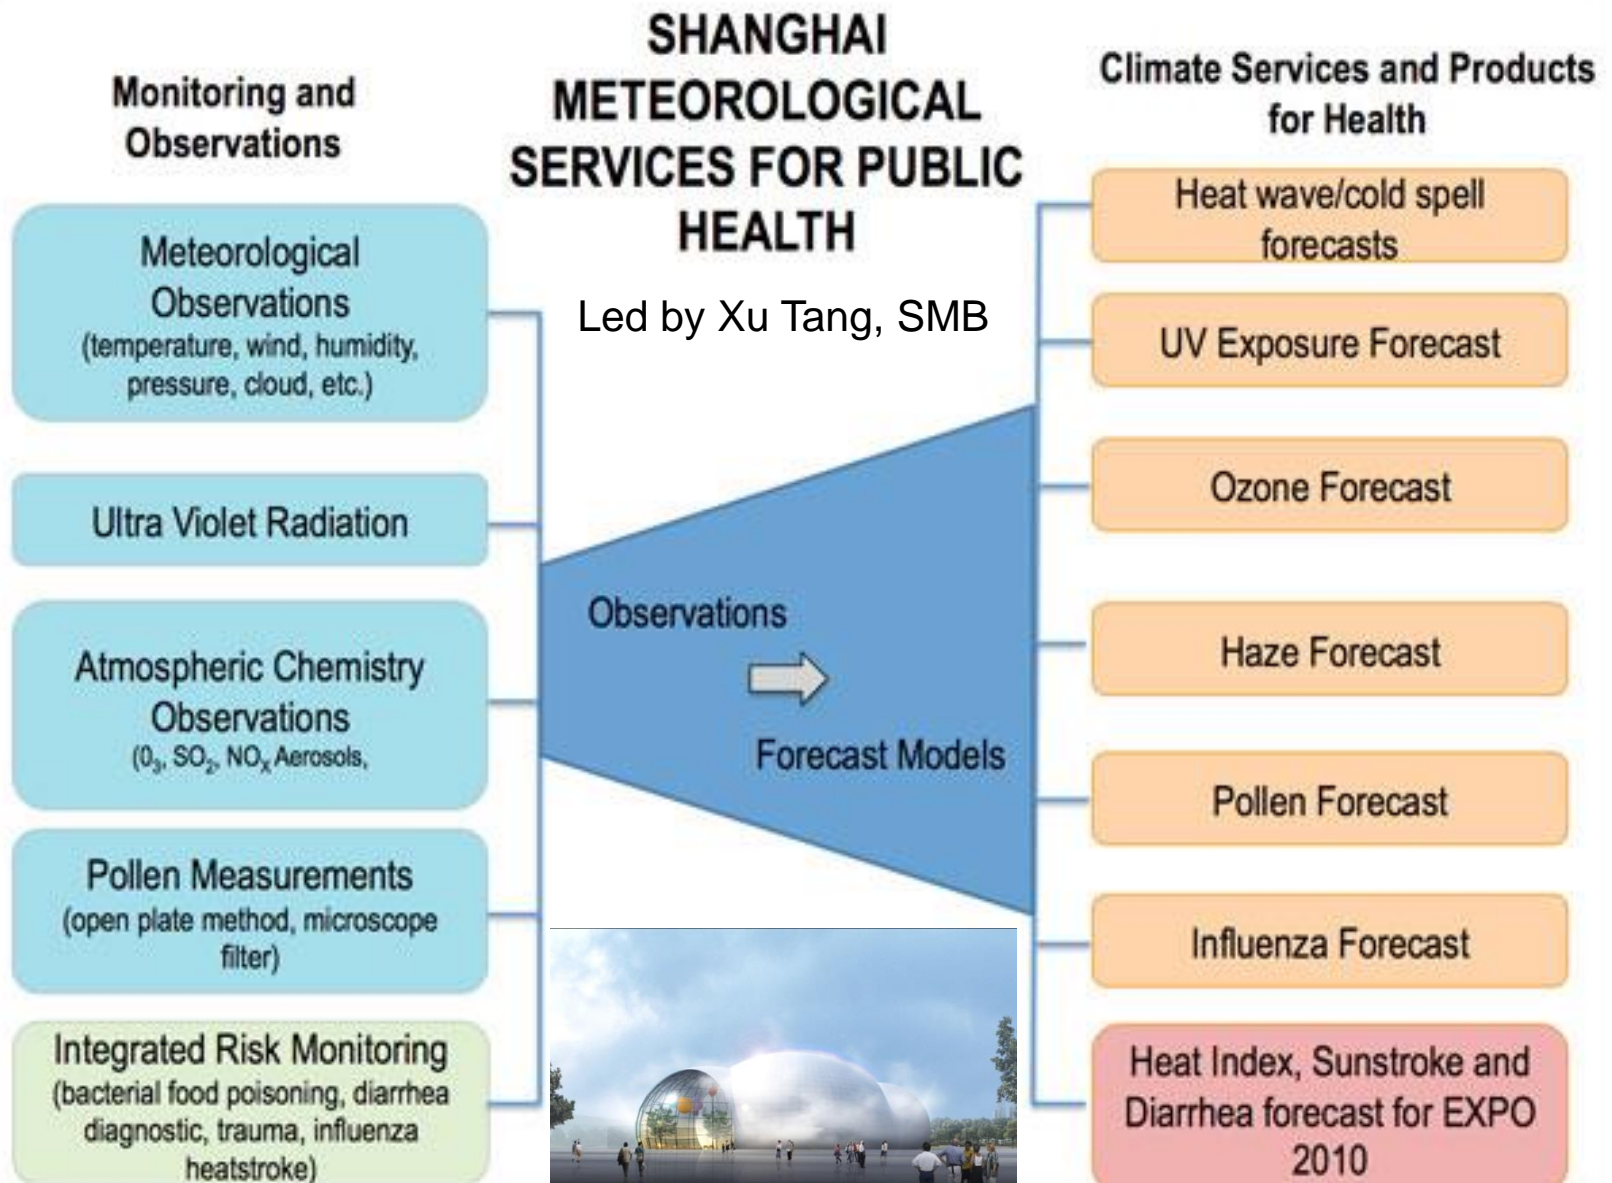 SHANGHAI
METEOROLOGICAL
SERVICES FOR PUBLIC
HEALTH
Led by Xu Tang, SMB
Monitoring and
Observations
Meteorological
Observations
(temperature, wind, humidity,
pressure, cloud, etc.)
Ultra Violet Radiation
Atmospheric Chemistry
Observations
(0₃, SO₂, NOₓ Aerosols,
Pollen Measurements
(open plate method, microscope
filter)
Integrated Risk Monitoring
(bacterial food poisoning, diarrhea
diagnostic, trauma, influenza
heatstroke)
Observations
Forecast Models
Climate Services and Products
for Health
Heat wave/cold spell
forecasts
UV Exposure Forecast
Ozone Forecast
Haze Forecast
Pollen Forecast
Influenza Forecast
Heat Index, Sunstroke and
Diarrhea forecast for EXPO
2010